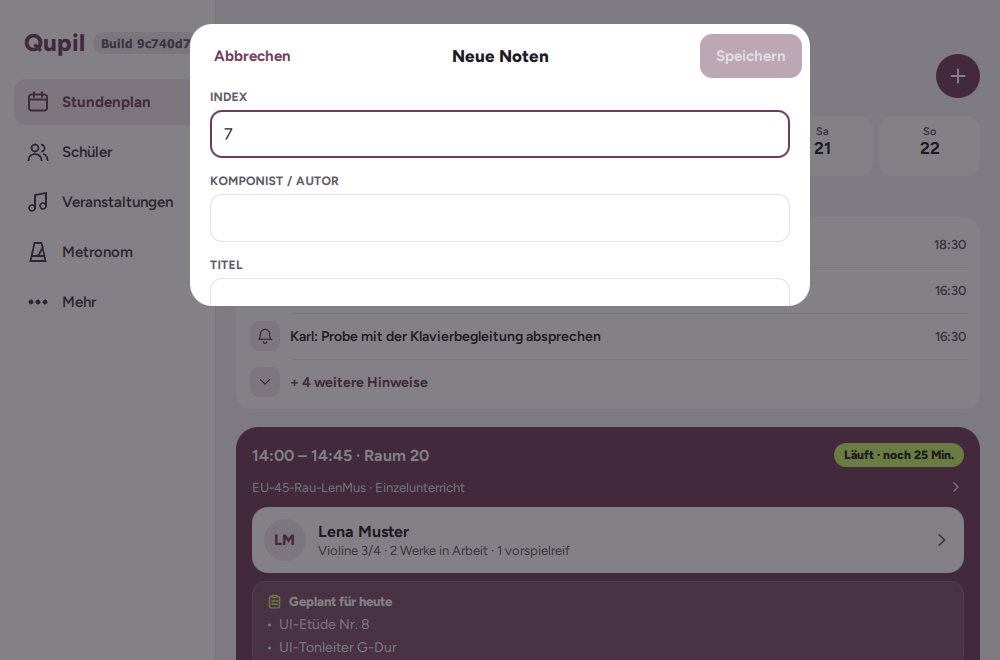 Qupil
Build 9c740d7
Stundenplan
Schüler
Veranstaltungen
Metronom
Mehr
Abbrechen
Neue Noten
Speichern
INDEX
7
KOMPONIST / AUTOR
TITEL
Sa
21
So
22
18:30
16:30
Karl: Probe mit der Klavierbegleitung absprechen
16:30
+ 4 weitere Hinweise
14:00 – 14:45 · Raum 20
Läuft · noch 25 Min.
EU-45-Rau-LenMus · Einzelunterricht
LM
Lena Muster
Violine 3/4 · 2 Werke in Arbeit · 1 vorspielreif
Geplant für heute
• UI-Etüde Nr. 8
• UI-Tonleiter G-Dur